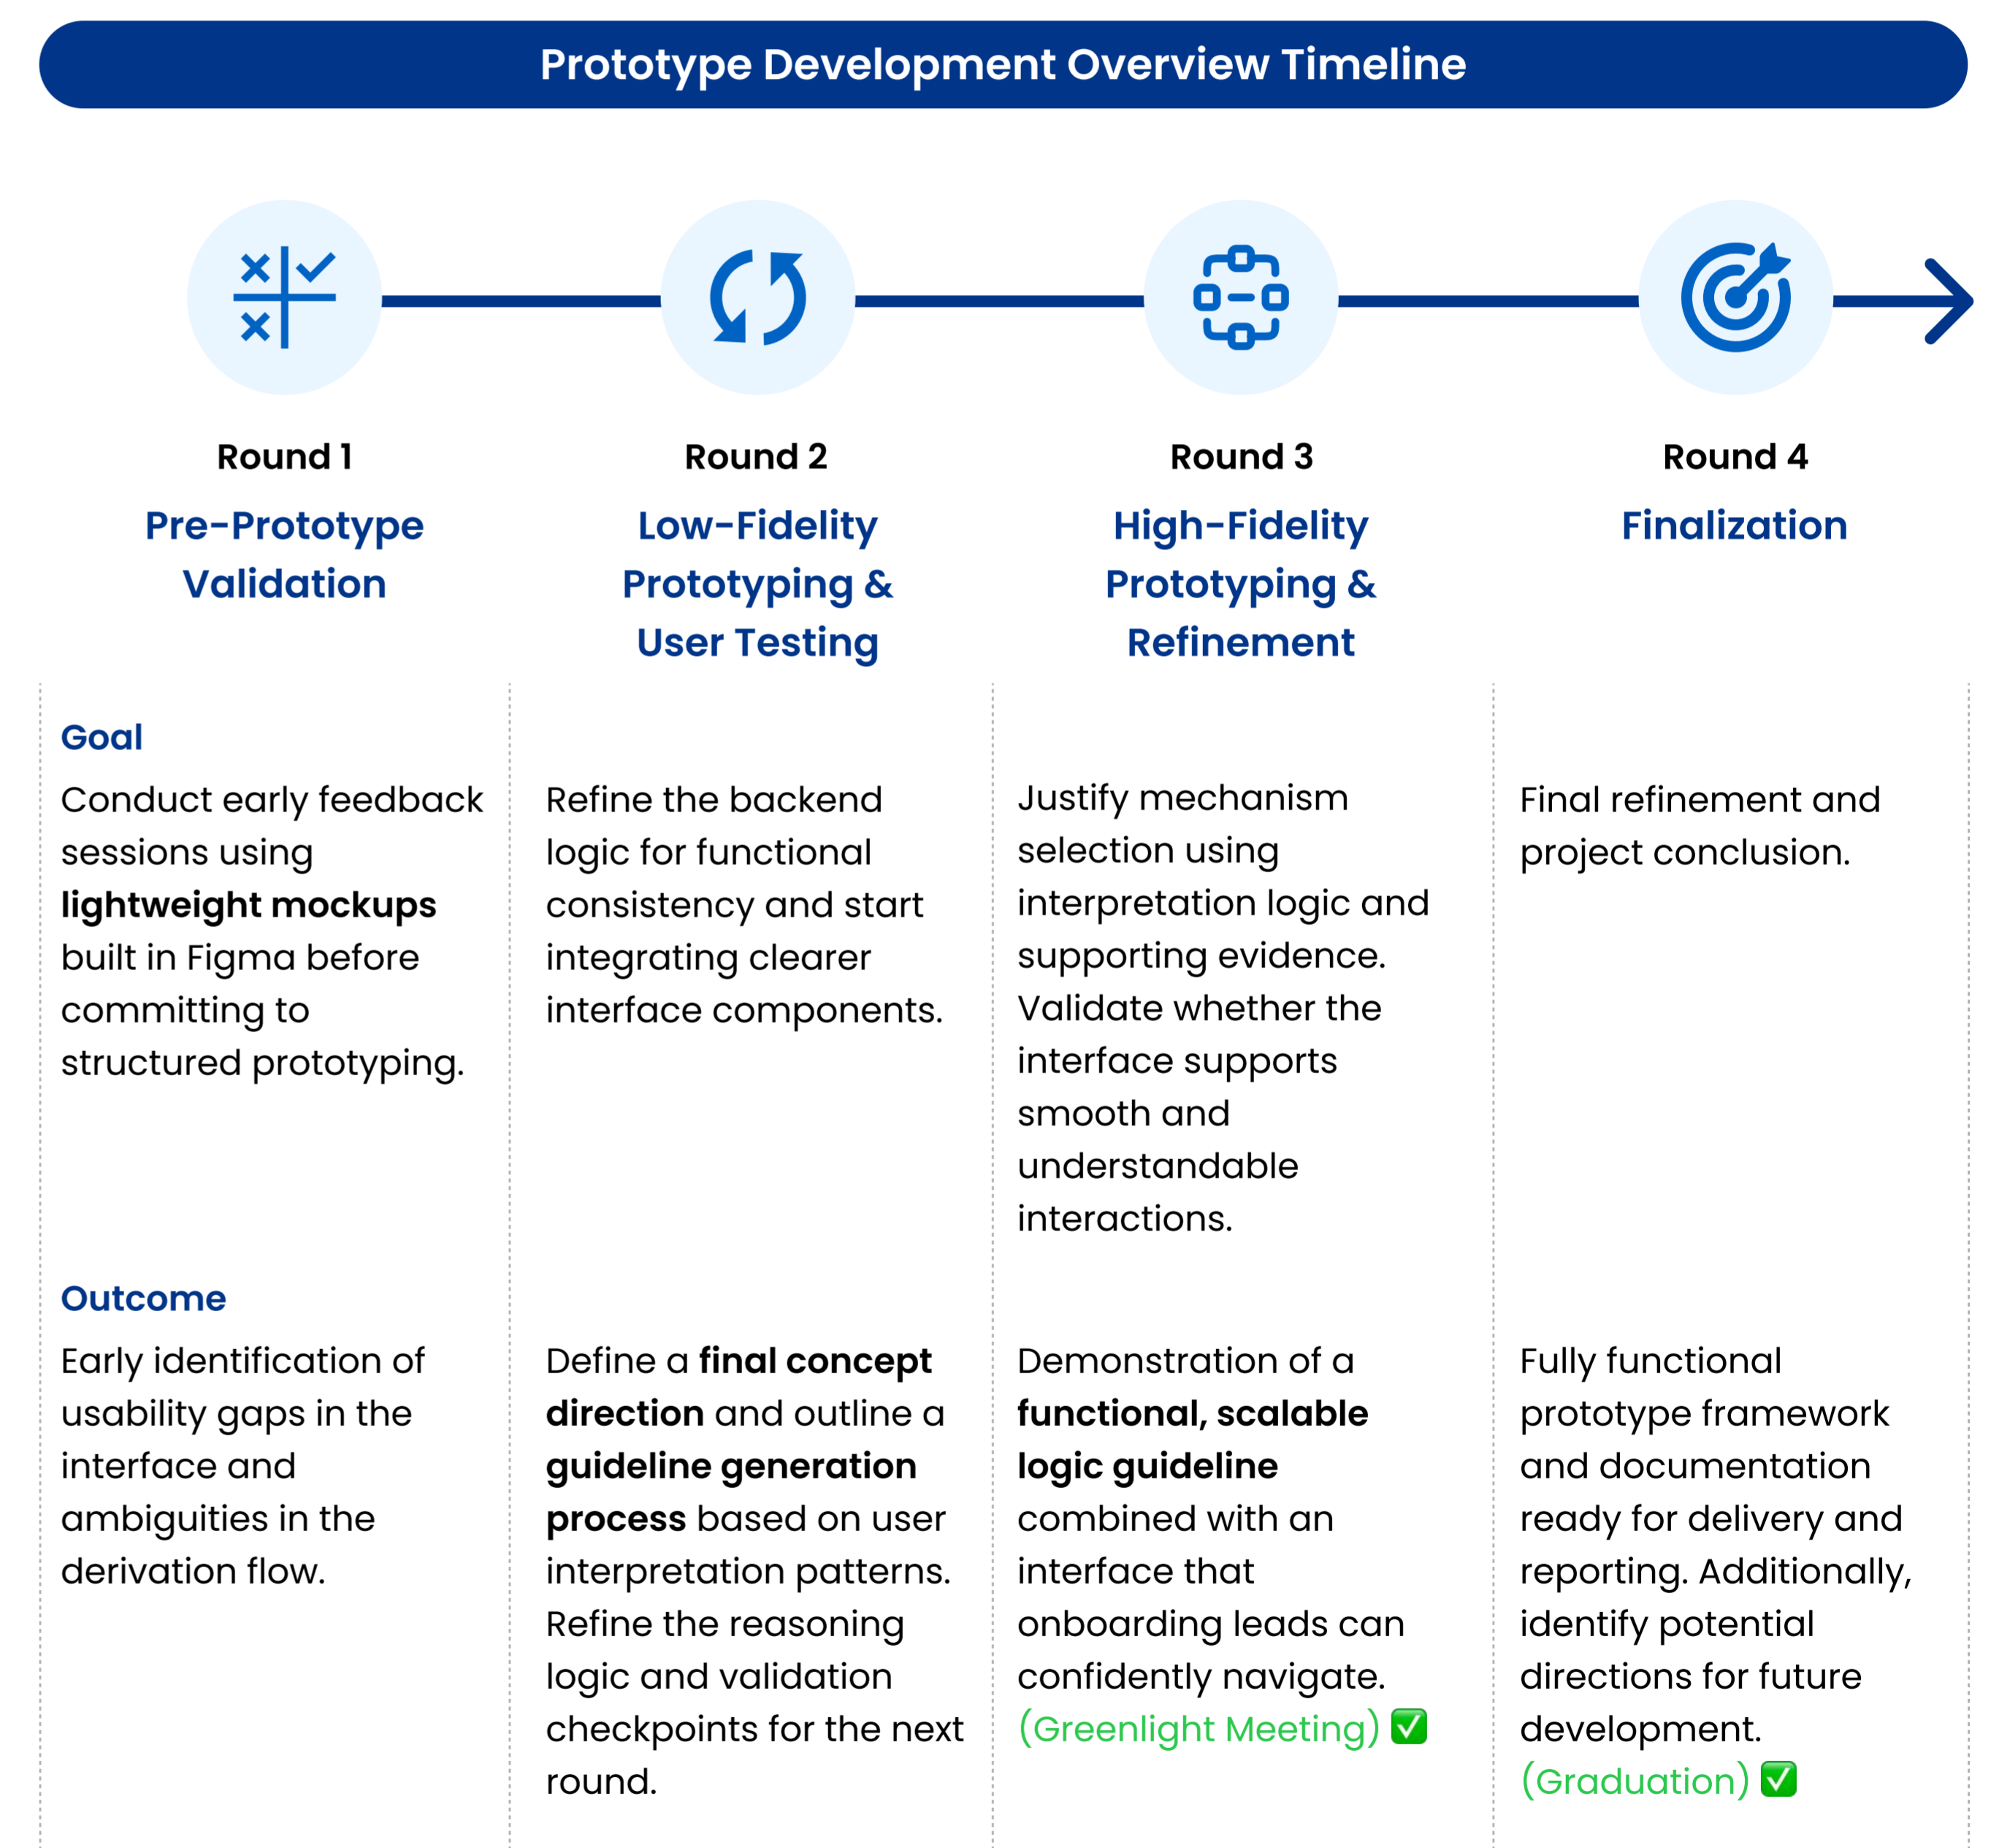 Prototype Development Overview Timeline
Round 1
Pre-Prototype
Validation
Round 2
Low-Fidelity
Prototyping &
User Testing
Round 3
High-Fidelity
Prototyping &
Refinement
Round 4
Finalization
Goal
Conduct early feedback
sessions using
lightweight mockups
built in Figma before
committing to
structured prototyping.
Refine the backend
logic for functional
consistency and start
integrating clearer
interface components.
Justify mechanism
selection using
interpretation logic and
supporting evidence.
Validate whether the
interface supports
smooth and
understandable
interactions.
Final refinement and
project conclusion.
Outcome
Early identification of
usability gaps in the
interface and
ambiguities in the
derivation flow.
Define a final concept
direction and outline a
guideline generation
process based on user
interpretation patterns.
Refine the reasoning
logic and validation
checkpoints for the next
round.
Demonstration of a
functional, scalable
logic guideline
combined with an
interface that
onboarding leads can
confidently navigate.
(Greenlight Meeting) ✅
Fully functional
prototype framework
and documentation
ready for delivery and
reporting. Additionally,
identify potential
directions for future
development.
(Graduation) ✅